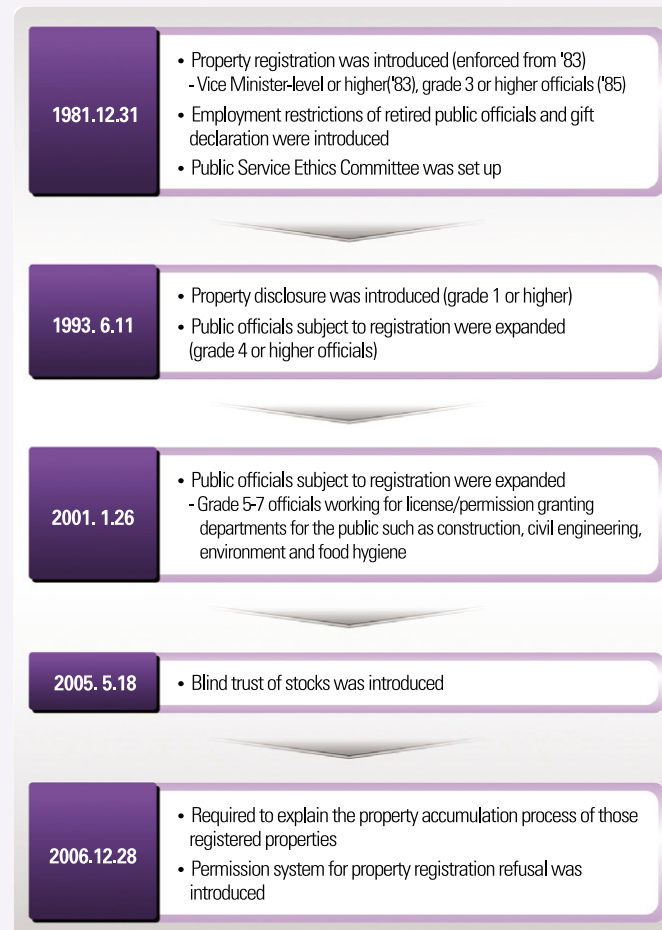 1981.12.31
• Property registration was introduced (enforced from '83)
- Vice Minister-level or higher('83), grade 3 or higher officials ('85)
• Employment restrictions of retired public officials and gift
declaration were introduced
• Public Service Ethics Committee was set up
1993. 6.11
• Property disclosure was introduced (grade 1 or higher)
• Public officials subject to registration were expanded
(grade 4 or higher officials)
2001. 1.26
• Public officials subject to registration were expanded
- Grade 5-7 officials working for license/permission granting
departments for the public such as construction, civil engineering,
environment and food hygiene
2005. 5.18
• Blind trust of stocks was introduced
2006.12.28
• Required to explain the property accumulation process of those
registered properties
• Permission system for property registration refusal was
introduced